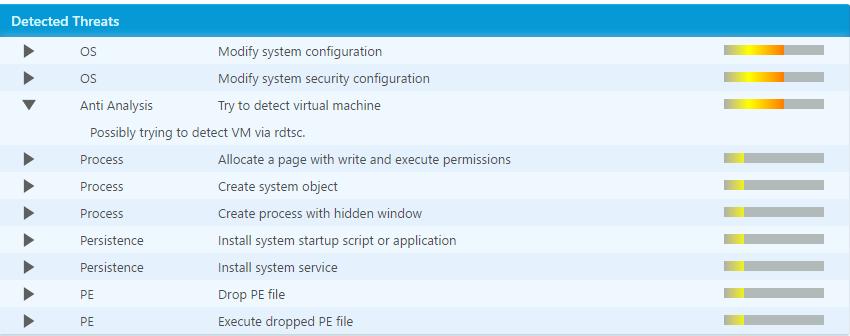 Detected Threats
OS Modify system configuration
OS Modify system security configuration
Anti Analysis Try to detect virtual machine
Possibly trying to detect VM via rdtsc.
Process Allocate a page with write and execute permissions
Process Create system object
Process Create process with hidden window
Persistence Install system startup script or application
Persistence Install system service
PE Drop PE file
PE Execute dropped PE file